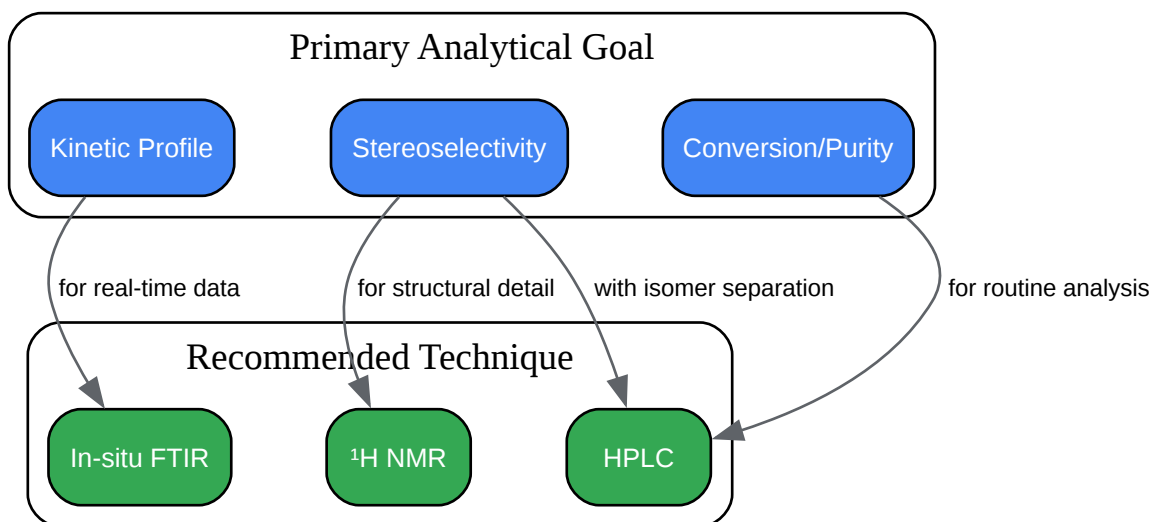 Primary Analytical Goal
Kinetic Profile
Stereoselectivity
Conversion/Purity
for real-time data
for structural detail
with isomer separation
for routine analysis
Recommended Technique
In-situ FTIR
¹H NMR
HPLC